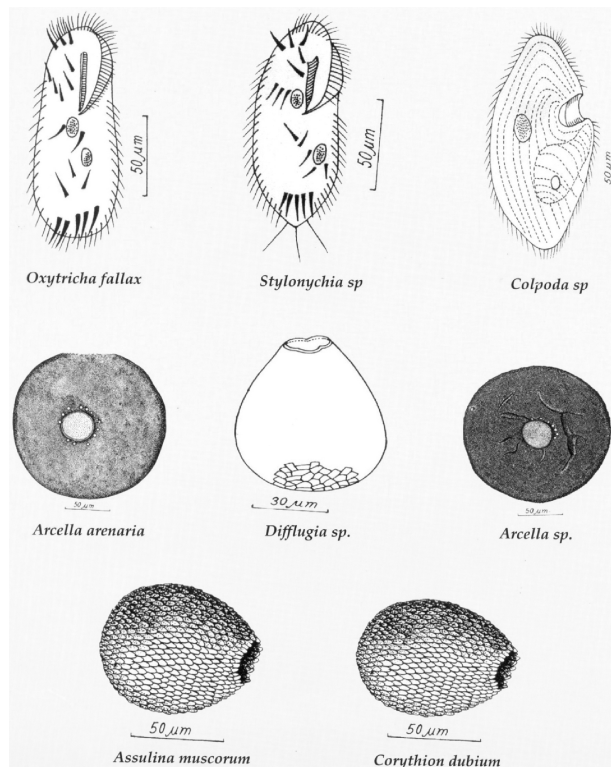 50 µm
50 µm
50 µm
Oxytricha fallax
Stylonychia sp
Colpoda sp
50 µm
30 µm
50 µm
Arcella arenaria
Difflugia sp.
Arcella sp.
50 µm
50 µm
Assulina muscorum
Corythion dubium